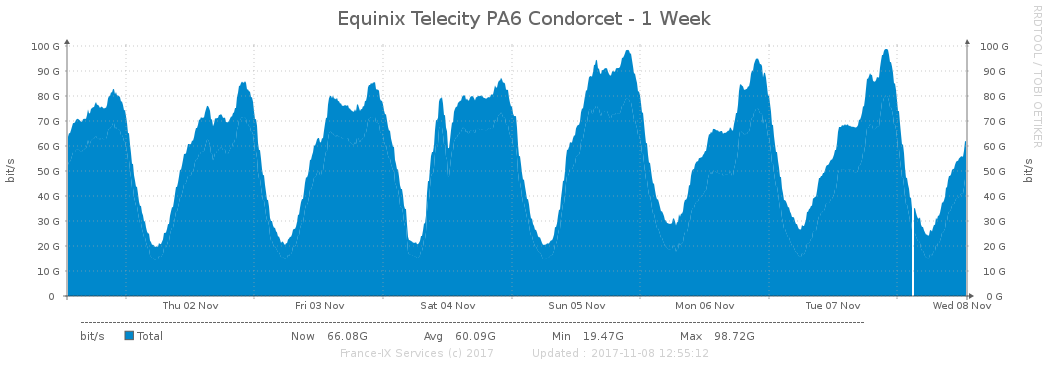 Equinix Telecity PA6 Condorcet - 1 Week
RRDTOOL / TOBI OETIKER
100 G 100 G
90 G 90 G
80 G 80 G
70 G 70 G
60 G 60 G
50 G 50 G
40 G 40 G
30 G 30 G
20 G 20 G
10 G 10 G
0 0 G
bit/s bit/s
Thu 02 Nov Fri 03 Nov Sat 04 Nov Sun 05 Nov Mon 06 Nov Tue 07 Nov Wed 08 Nov
bit/s Total Now 66.08G Avg 60.09G Min 19.47G Max 98.72G
France-IX Services (c) 2017 Updated : 2017-11-08 12:55:12